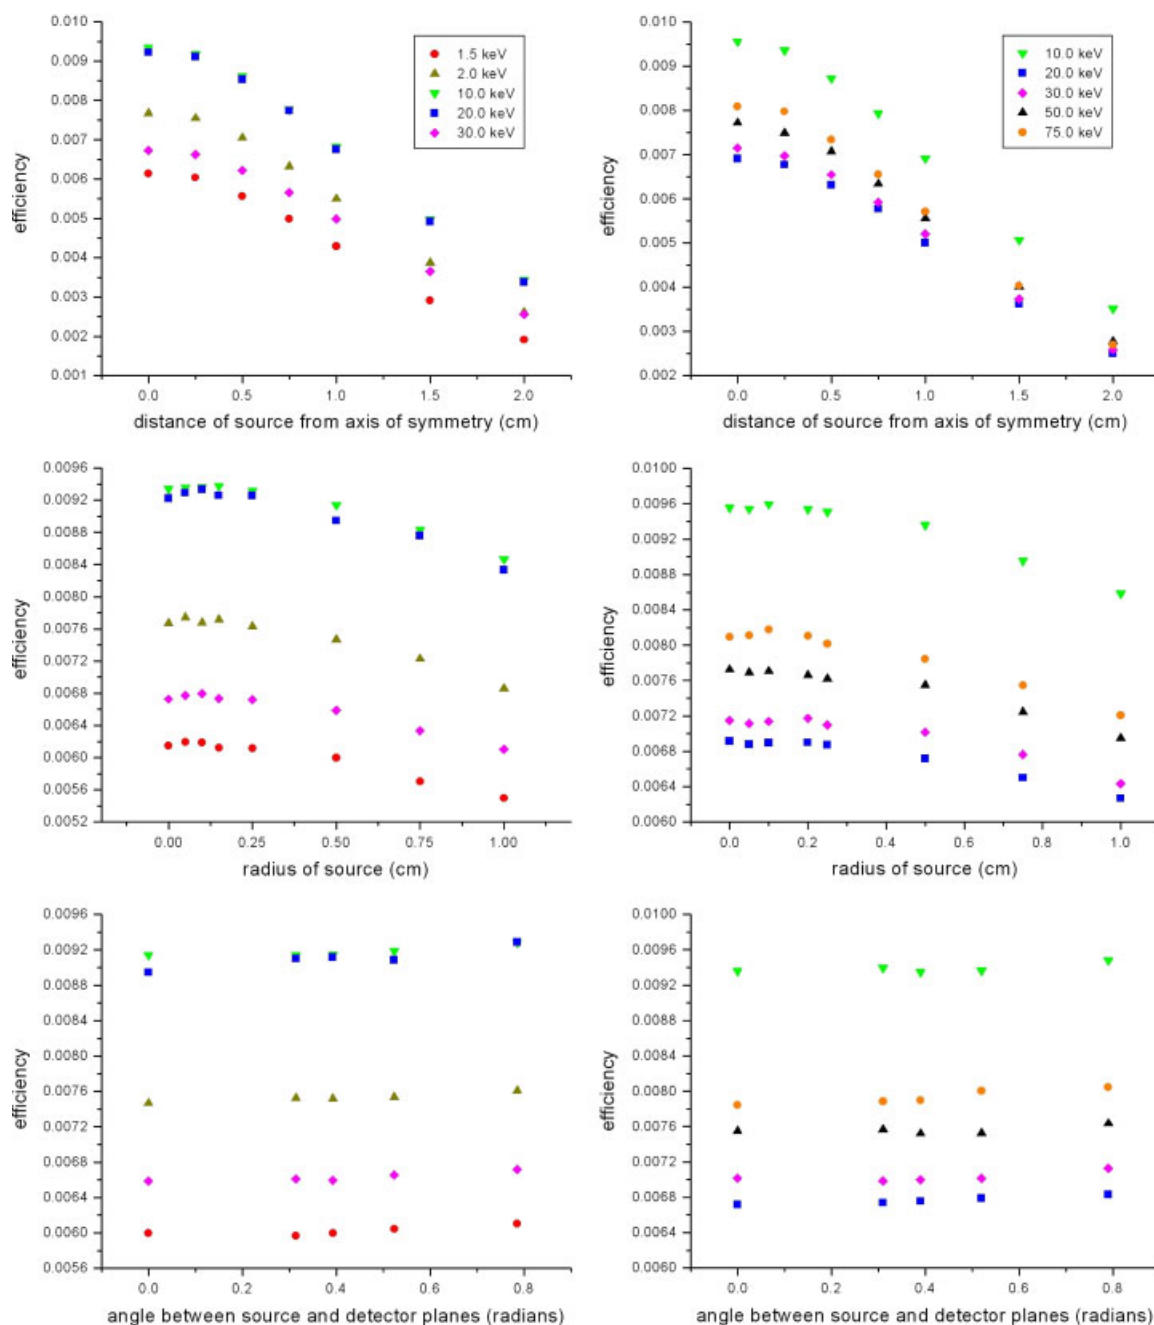 0.010
0.009
0.008
0.007
0.006
0.005
0.004
0.003
0.002
0.001
efficiency
1.5 keV
2.0 keV
10.0 keV
20.0 keV
30.0 keV
0.0 0.5 1.0 1.5 2.0
distance of source from axis of symmetry (cm)
0.010
0.009
0.008
0.007
0.006
0.005
0.004
0.003
0.002
efficiency
10.0 keV
20.0 keV
30.0 keV
50.0 keV
75.0 keV
0.0 0.5 1.0 1.5 2.0
distance of source from axis of symmetry (cm)
0.0096
0.0092
0.0088
0.0084
0.0080
0.0076
0.0072
0.0068
0.0064
0.0060
0.0056
0.0052
efficiency
0.00 0.25 0.50 0.75 1.00
radius of source (cm)
0.0100
0.0096
0.0092
0.0088
0.0084
0.0080
0.0076
0.0072
0.0068
0.0064
0.0060
efficiency
0.0 0.2 0.4 0.6 0.8 1.0
radius of source (cm)
0.0096
0.0092
0.0088
0.0084
0.0080
0.0076
0.0072
0.0068
0.0064
0.0060
0.0056
efficiency
0.0 0.2 0.4 0.6 0.8
angle between source and detector planes (radians)
0.0100
0.0096
0.0092
0.0088
0.0084
0.0080
0.0076
0.0072
0.0068
0.0064
0.0060
efficiency
0.0 0.2 0.4 0.6 0.8
angle between source and detector planes (radians)